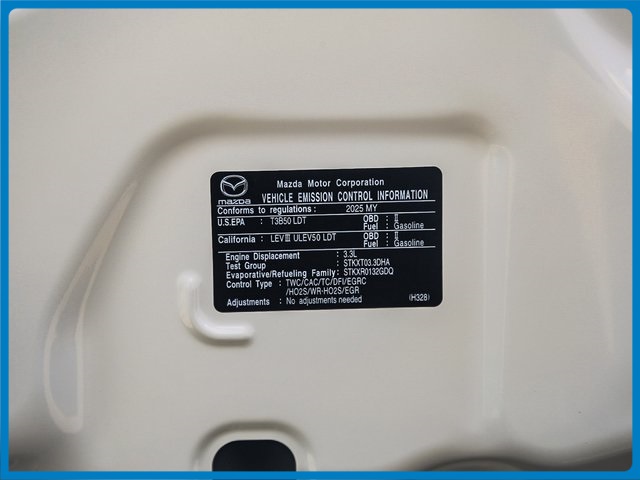 Mazda Motor Corporation
mazda VEHICLE EMISSION CONTROL INFORMATION
Conforms to regulations : 2025 MY
U.S.EPA : T3B50 LDT OBD : II
Fuel : Gasoline
California : LEVIII ULEV50 LDT OBD : II
Fuel : Gasoline
Engine Displacement : 3.3L
Test Group : STKXT03.3DHA
Evaporative/Refueling Family: STKXR0132GDQ
Control Type : TWC/CAC/TC/DFI/EGRC
/HO2S/WR-HO2S/EGR
Adjustments : No adjustments needed (H328)